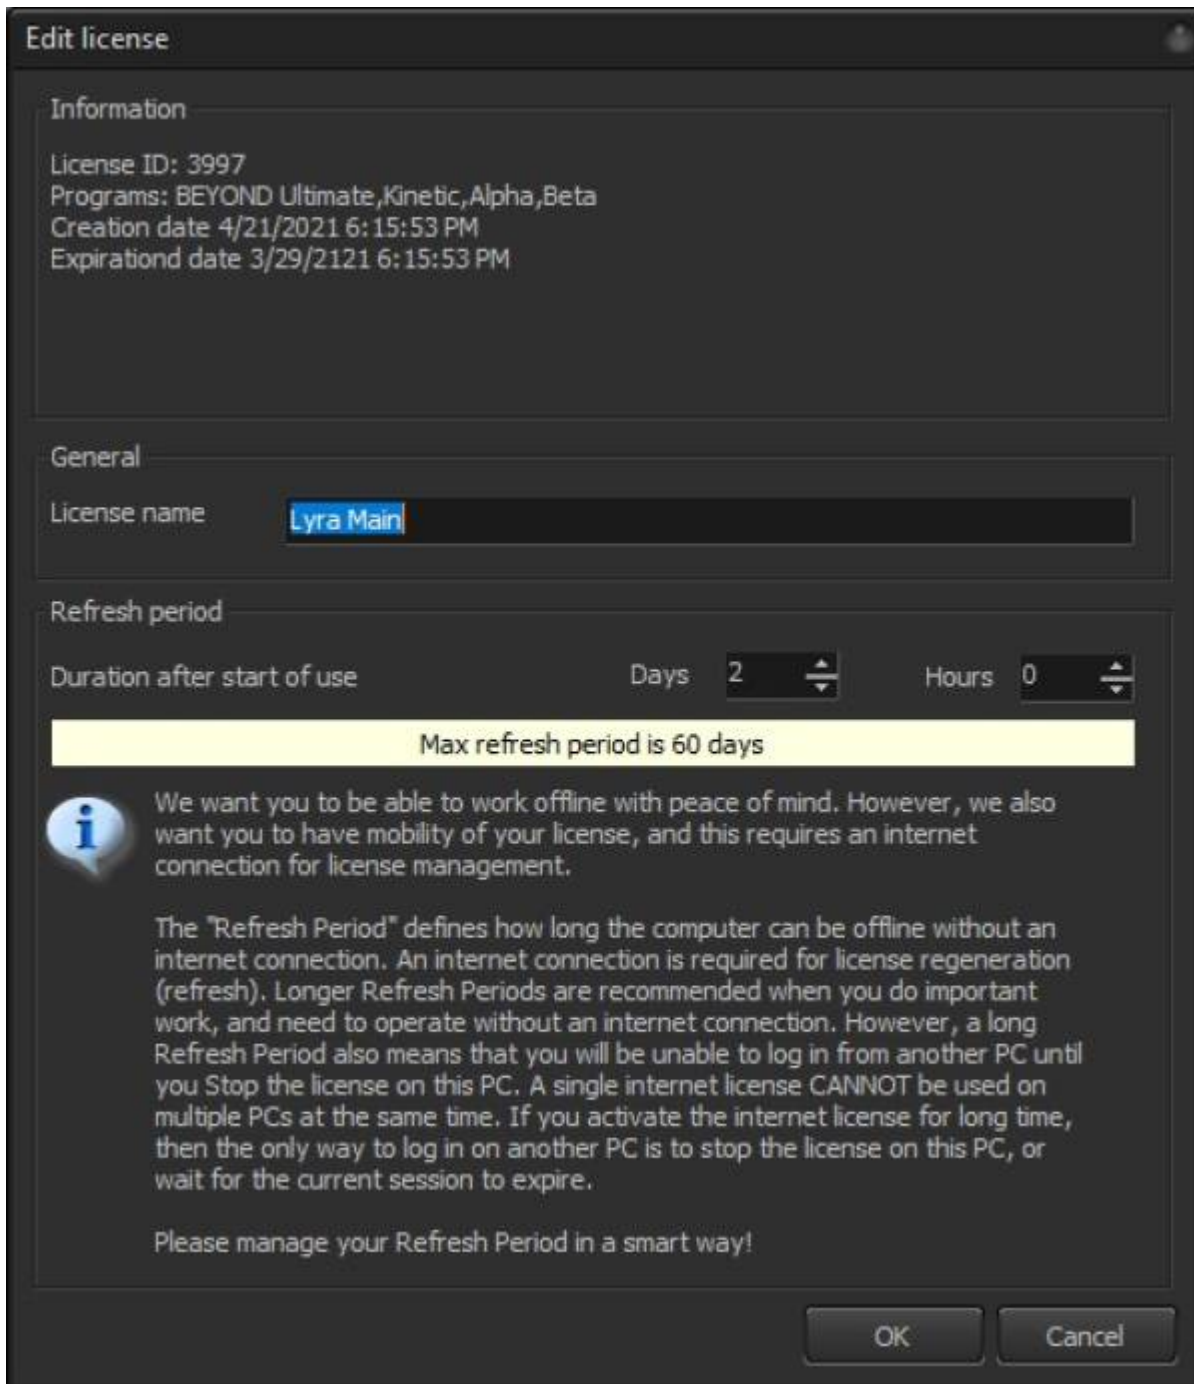 Edit license
Information
License ID: 3997
Programs: BEYOND Ultimate,Kinetic,Alpha,Beta
Creation date 4/21/2021 6:15:53 PM
Expirationd date 3/29/2121 6:15:53 PM
General
License name Lyra Main
Refresh period
Duration after start of use Days 2 Hours 0
Max refresh period is 60 days
We want you to be able to work offline with peace of mind. However, we also
want you to have mobility of your license, and this requires an internet
connection for license management.
The "Refresh Period" defines how long the computer can be offline without an
internet connection. An internet connection is required for license regeneration
(refresh). Longer Refresh Periods are recommended when you do important
work, and need to operate without an internet connection. However, a long
Refresh Period also means that you will be unable to log in from another PC until
you Stop the license on this PC. A single internet license CANNOT be used on
multiple PCs at the same time. If you activate the internet license for long time,
then the only way to log in on another PC is to stop the license on this PC, or
wait for the current session to expire.
Please manage your Refresh Period in a smart way!
OK Cancel